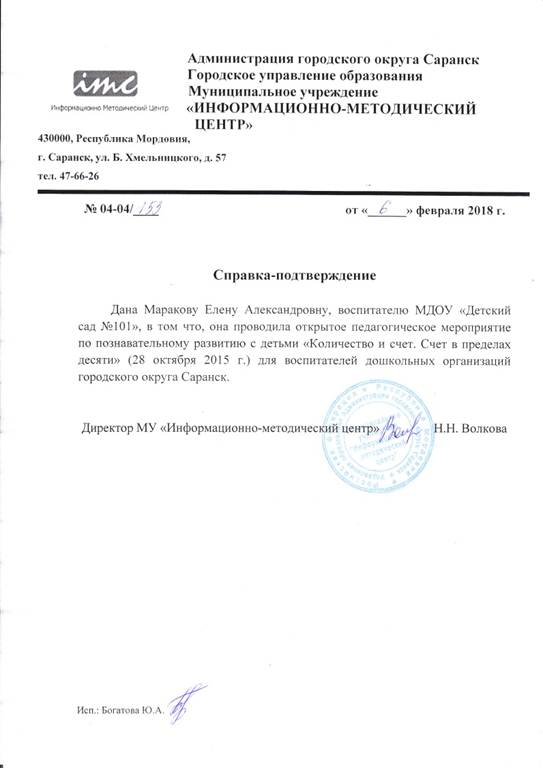 Администрация городского округа Саранск
Городское управление образования
Муниципальное учреждение
«ИНФОРМАЦИОННО-МЕТОДИЧЕСКИЙ
ЦЕНТР»
imc
Информационно Методический Центр
430000, Республика Мордовия,
г. Саранск, ул. Б. Хмельницкого, д. 57
тел. 47-66-26
№ 04-04/ 153 от « 6 » февраля 2018 г.
Справка-подтверждение
Дана Маракову Елену Александровну, воспитателю МДОУ «Детский
сад №101», в том что, она проводила открытое педагогическое мероприятие
по познавательному развитию с детьми «Количество и счет. Счет в пределах
десяти» (28 октября 2015 г.) для воспитателей дошкольных организаций
городского округа Саранск.
Директор МУ «Информационно-методический центр» Н.Н. Волкова
Исп.: Богатова Ю.А.